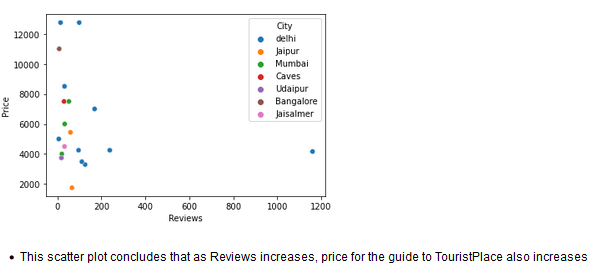 City
delhi
Jaipur
Mumbai
Caves
Udaipur
Bangalore
Jaisalmer
Price
12000
10000
8000
6000
4000
2000
0 200 400 600 800 1000 1200
Reviews
• This scatter plot concludes that as Reviews increases, price for the guide to TouristPlace also increases